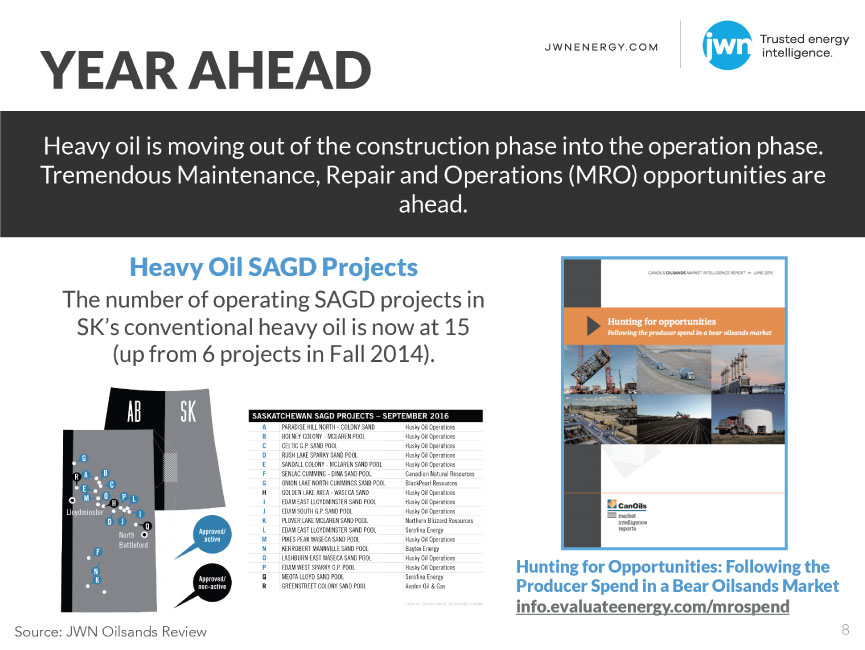 JWNENERGY.COM
jwn
Trusted energy
intelligence.
YEAR AHEAD
Heavy oil is moving out of the construction phase into the operation phase.
Tremendous Maintenance, Repair and Operations (MRO) opportunities are
ahead.
Heavy Oil SAGD Projects
The number of operating SAGD projects in
SK's conventional heavy oil is now at 15
(up from 6 projects in Fall 2014).
AB SK
Lloydminster
North
Battleford
Approved/
active
Approved/
non-active
SASKATCHEWAN SAGD PROJECTS – SEPTEMBER 2016
A PARADISE HILL NORTH - COLONY SAND Husky Oil Operations
B BOLNEY COLONY - MCLAREN POOL Husky Oil Operations
C CELTIC G.P. SAND POOL Husky Oil Operations
D RUSH LAKE SPARKY SAND POOL Husky Oil Operations
E SANDALL COLONY - MCLAREN SAND POOL Husky Oil Operations
F SENLAC CUMMING - DINA SAND POOL Canadian Natural Resources
G ONION LAKE NORTH CUMMINGS SAND POOL BlackPearl Resources
H GOLDEN LAKE AREA - WASECA SAND Husky Oil Operations
I EDAM EAST LLOYDMINSTER SAND POOL Husky Oil Operations
J EDAM SOUTH G.P. SAND POOL Husky Oil Operations
K PLOVER LAKE MCLAREN SAND POOL Northern Blizzard Resources
L EDAM EAST LLOYDMINSTER SAND POOL Serafina Energy
M PIKES PEAK WASECA SAND POOL Husky Oil Operations
N KERROBERT MANNVILLE SAND POOL Baytex Energy
O LASHBURN EAST WASECA SAND POOL Husky Oil Operations
P EDAM WEST SPARKY G.P. POOL Husky Oil Operations
Q MEOTA LLOYD SAND POOL Serafina Energy
R GREENSTREET COLONY SAND POOL Avalon Oil & Gas
CANOILS OILSANDS MARKET INTELLIGENCE REPORT JUNE 2016
Hunting for opportunities
Following the producer spend in a bear oilsands market
CanOils
market
intelligence
reports
Hunting for Opportunities: Following the
Producer Spend in a Bear Oilsands Market
info.evaluateenergy.com/mrospend
Source: JWN Oilsands Review
8